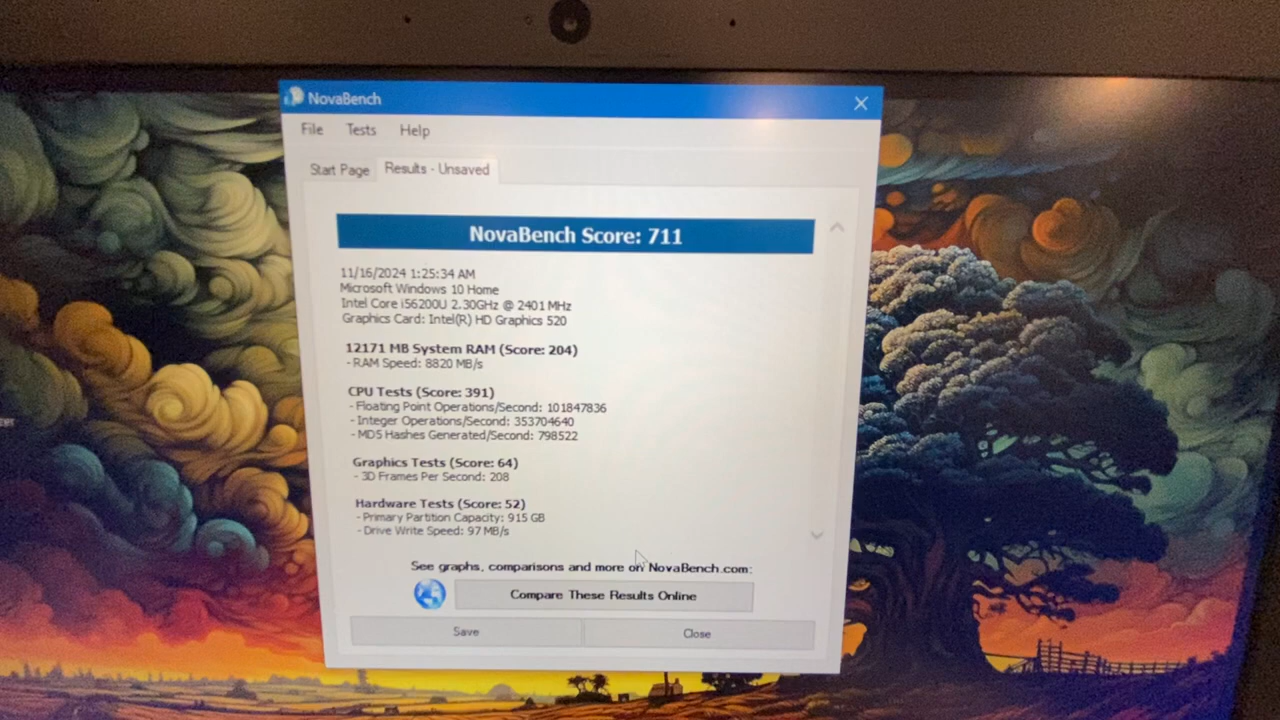 NovaBench
File Tests Help
Start Page Results - Unsaved
NovaBench Score: 711
11/16/2024 1:25:34 AM
Microsoft Windows 10 Home
Intel Core i56200U 2.30GHz @ 2401 MHz
Graphics Card: Intel(R) HD Graphics 520
12171 MB System RAM (Score: 204)
- RAM Speed: 8820 MB/s
CPU Tests (Score: 391)
- Floating Point Operations/Second: 101847836
- Integer Operations/Second: 353704640
- MD5 Hashes Generated/Second: 798522
Graphics Tests (Score: 64)
- 3D Frames Per Second: 208
Hardware Tests (Score: 52)
- Primary Partition Capacity: 915 GB
- Drive Write Speed: 97 MB/s
See graphs, comparisons and more on NovaBench.com:
Compare These Results Online
Save Close